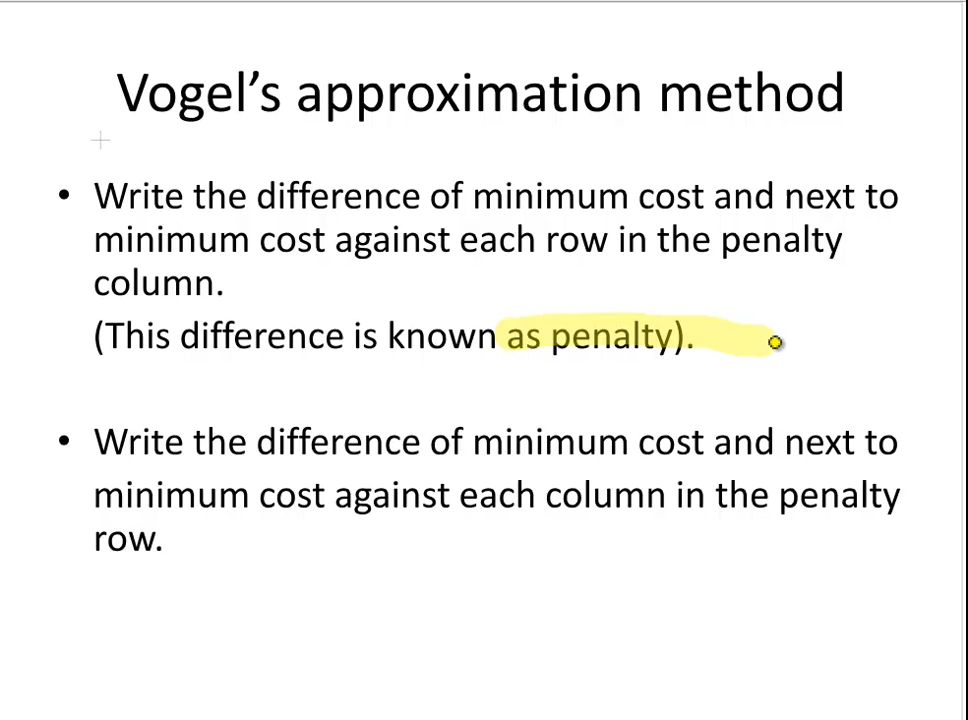 Vogel’s approximation method
• Write the difference of minimum cost and next to
minimum cost against each row in the penalty
column.
(This difference is known as penalty).
• Write the difference of minimum cost and next to
minimum cost against each column in the penalty
row.